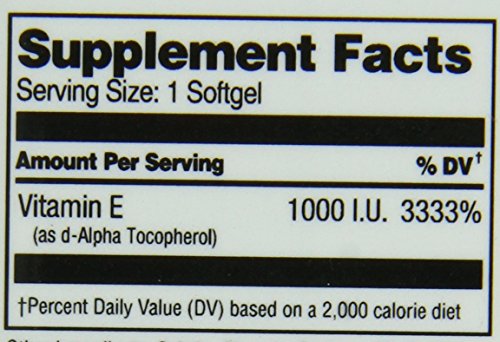 Supplement Facts
Serving Size: 1 Softgel
Amount Per Serving % DV†
Vitamin E 1000 I.U. 3333%
(as d-Alpha Tocopherol)
†Percent Daily Value (DV) based on a 2,000 calorie diet